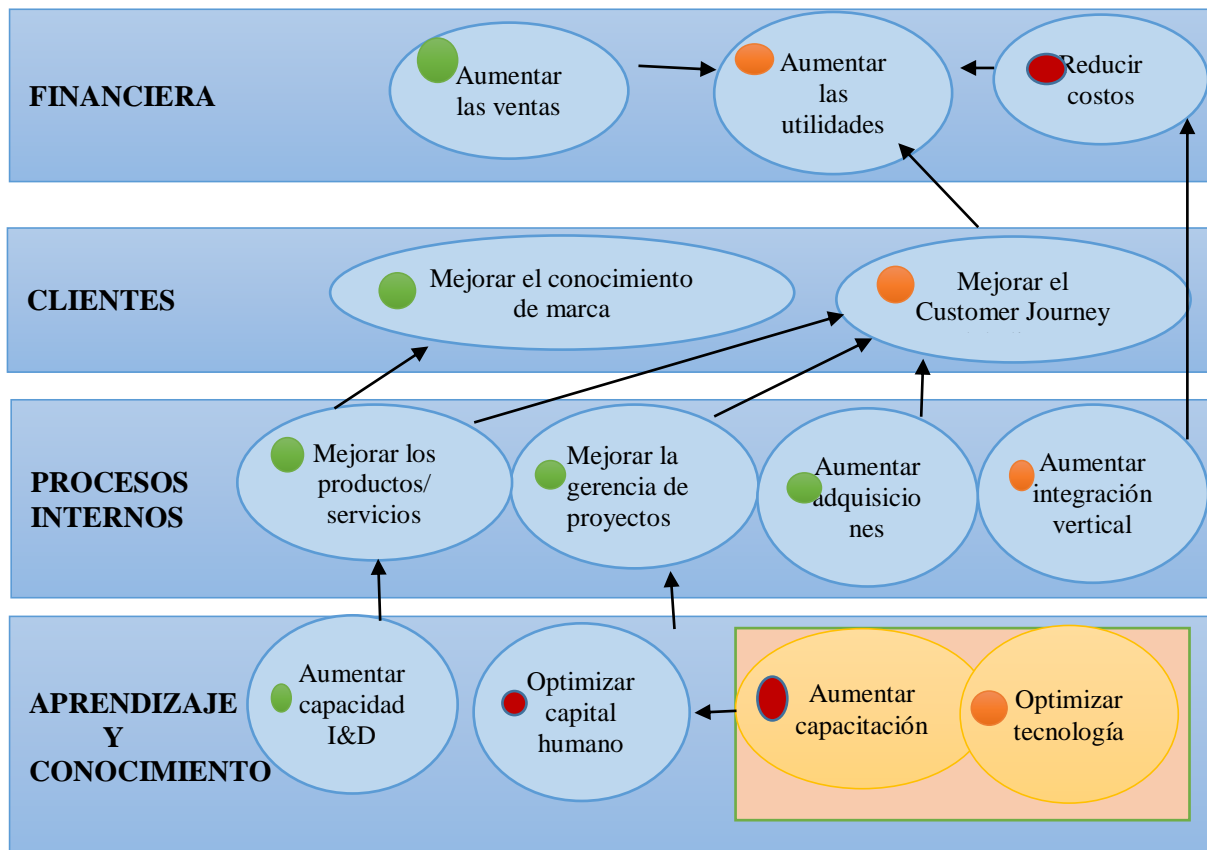 FINANCIERA
Aumentar
las ventas
Aumentar
las
utilidades
Reducir
costos
CLIENTES
Mejorar el conocimiento
de marca
Mejorar el
Customer Journey
PROCESOS
INTERNOS
Mejorar los
productos/
servicios
Mejorar la
gerencia de
proyectos
Aumentar
adquisicio
nes
Aumentar
integración
vertical
APRENDIZAJE
Y
CONOCIMIENTO
Aumentar
capacidad
I&D
Optimizar
capital
humano
Aumentar
capacitación
Optimizar
tecnología